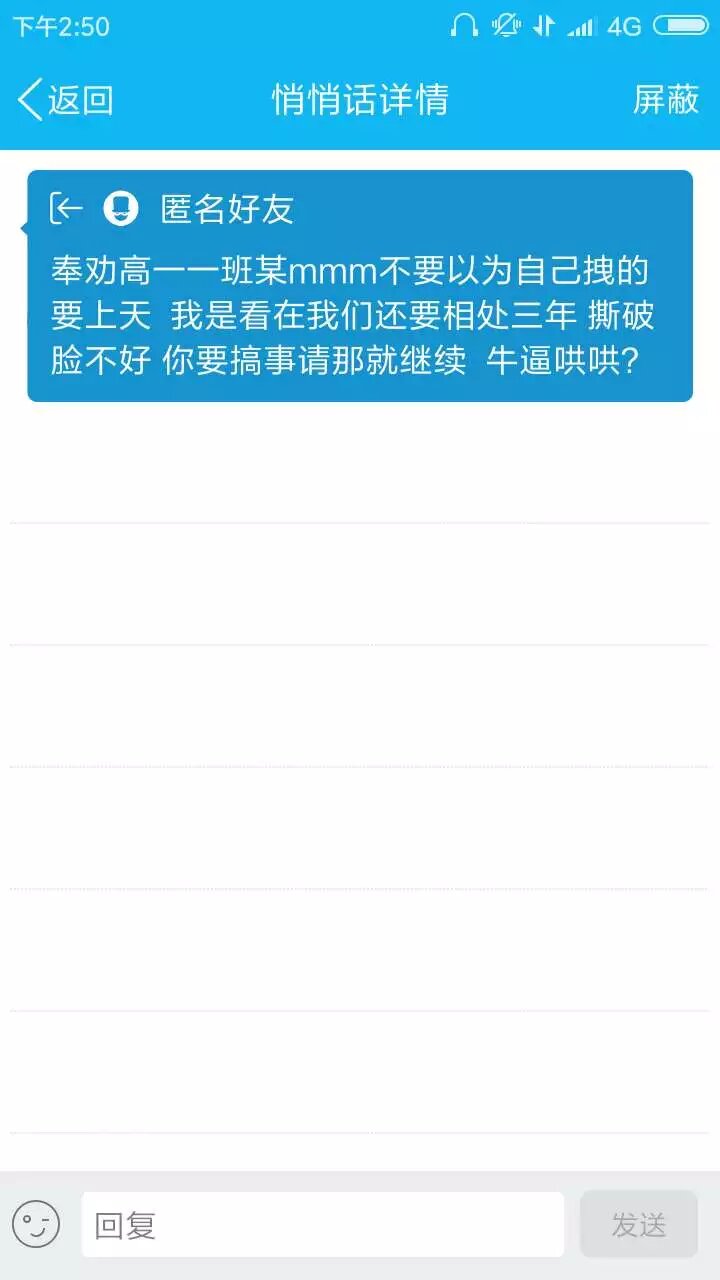 下午2:50 4G
返回 悄悄话详情 屏蔽
匿名好友
奉劝高一一班某mmm不要以为自己拽的
要上天 我是看在我们还要相处三年 撕破
脸不好 你要搞事请那就继续 牛逼哄哄?
回复 发送